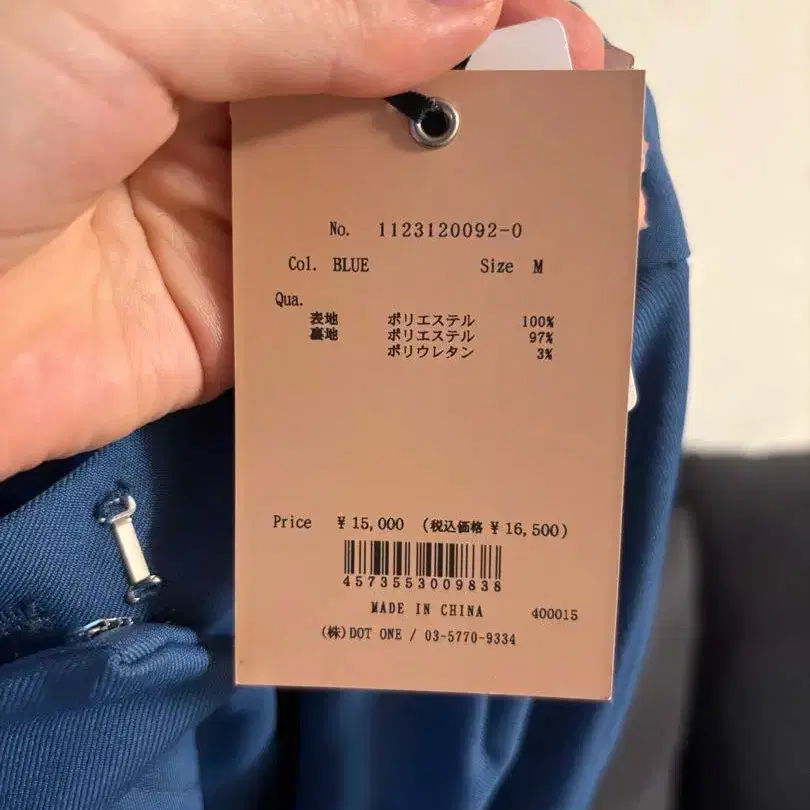 No. 1123120092-0
Col. BLUE Size M
Qua.
表地 ポリエステル 100%
裏地 ポリエステル 97%
ポリウレタン 3%
Price ¥15,000 (税込価格 ¥16,500)
4573553009838
MADE IN CHINA 400015
(株)DOT ONE / 03-5770-9334